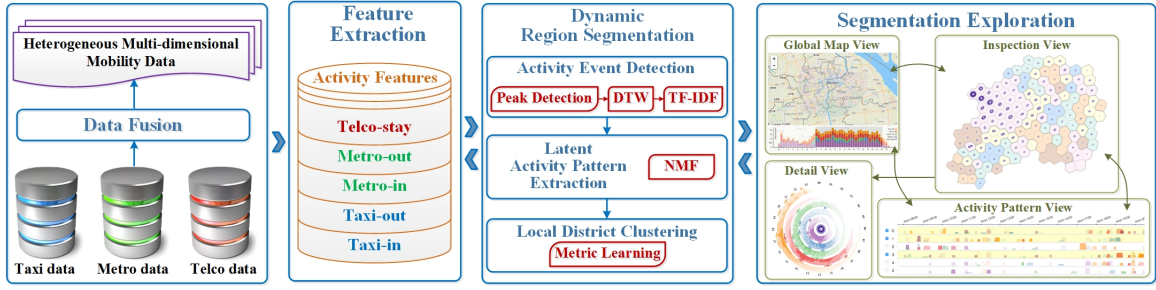 Heterogeneous Multi-dimensional
Mobility Data
Data Fusion
Taxi data
Metro data
Telco data
Feature
Extraction
Activity Features
Telco-stay
Metro-out
Metro-in
Taxi-out
Taxi-in
Dynamic
Region Segmentation
Activity Event Detection
Peak Detection
DTW
TF-IDF
Latent
Activity Pattern
Extraction
NMF
Local District Clustering
Metric Learning
Segmentation Exploration
Global Map View
Inspection View
Detail View
Activity Pattern View